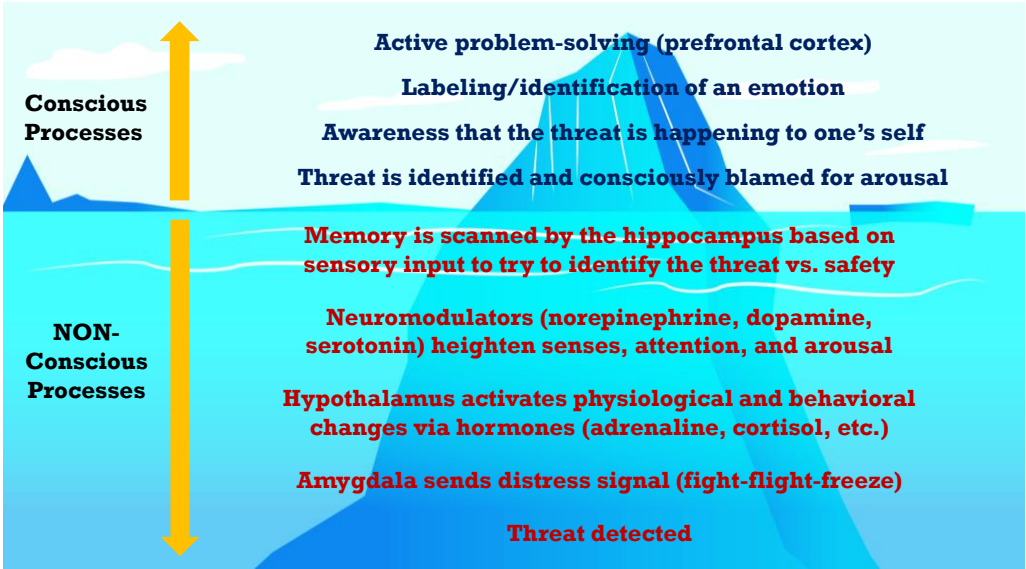 Active problem-solving (prefrontal cortex)
Labeling/identification of an emotion
Conscious
Processes
Awareness that the threat is happening to one's self
Threat is identified and consciously blamed for arousal
Memory is scanned by the hippocampus based on
sensory input to try to identify the threat vs. safety
NON-
Conscious
Processes
Neuromodulators (norepinephrine, dopamine,
serotonin) heighten senses, attention, and arousal
Hypothalamus activates physiological and behavioral
changes via hormones (adrenaline, cortisol, etc.)
Amygdala sends distress signal (fight-flight-freeze)
Threat detected